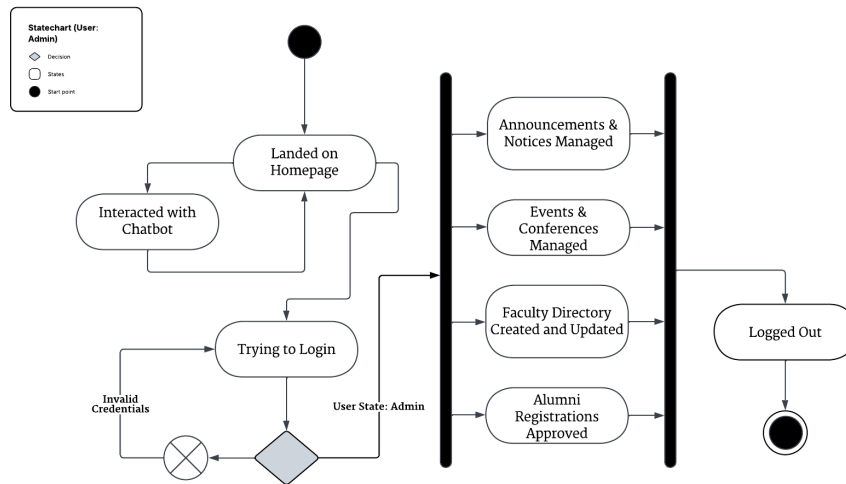 Statechart (User:
Admin)
Decision
States
Start point
Landed on
Homepage
Interacted with
Chatbot
Trying to Login
Invalid
Credentials
User State: Admin
Announcements &
Notices Managed
Events &
Conferences
Managed
Faculty Directory
Created and Updated
Alumni
Registrations
Approved
Logged Out